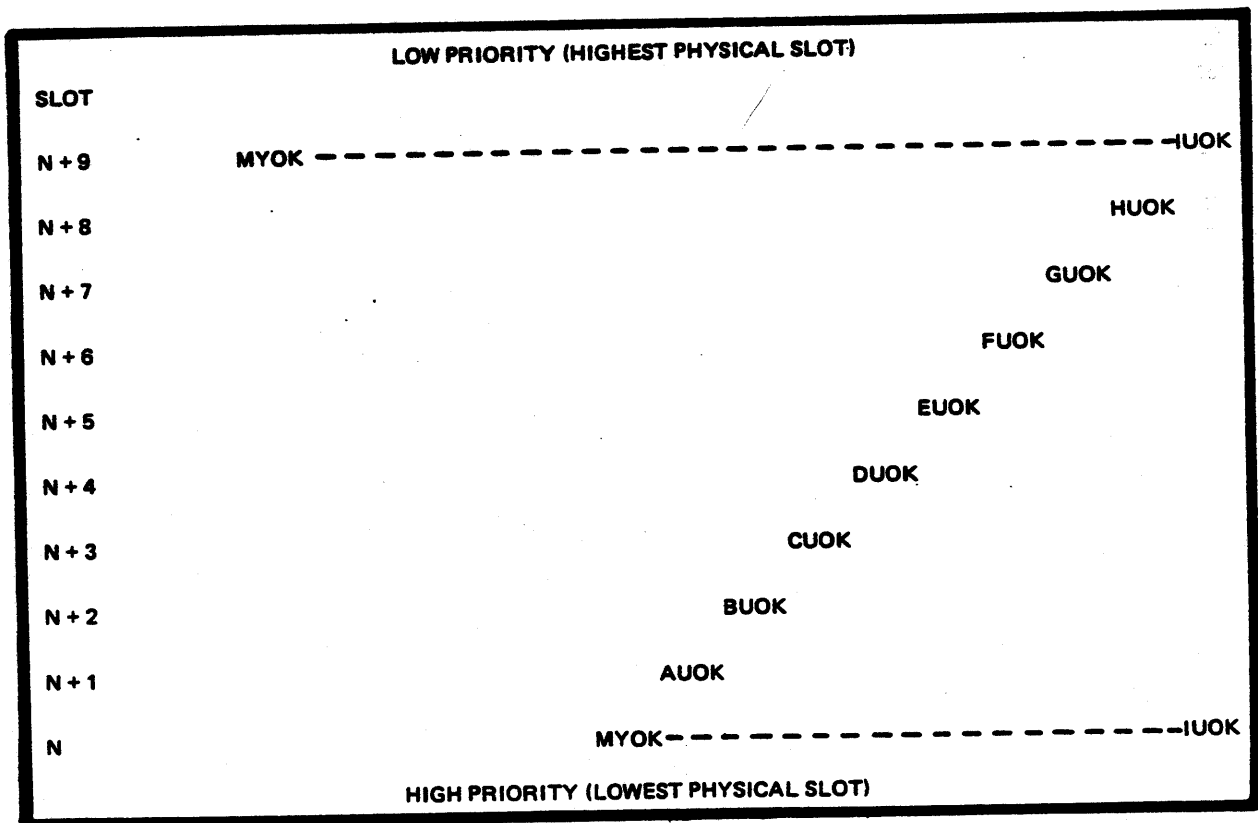 LOW PRIORITY (HIGHEST PHYSICAL SLOT)
SLOT
N + 9 MYOK IUOK
N + 8 HUOK
N + 7 GUOK
N + 6 FUOK
N + 5 EUOK
N + 4 DUOK
N + 3 CUOK
N + 2 BUOK
N + 1 AUOK
N MYOK IUOK
HIGH PRIORITY (LOWEST PHYSICAL SLOT)